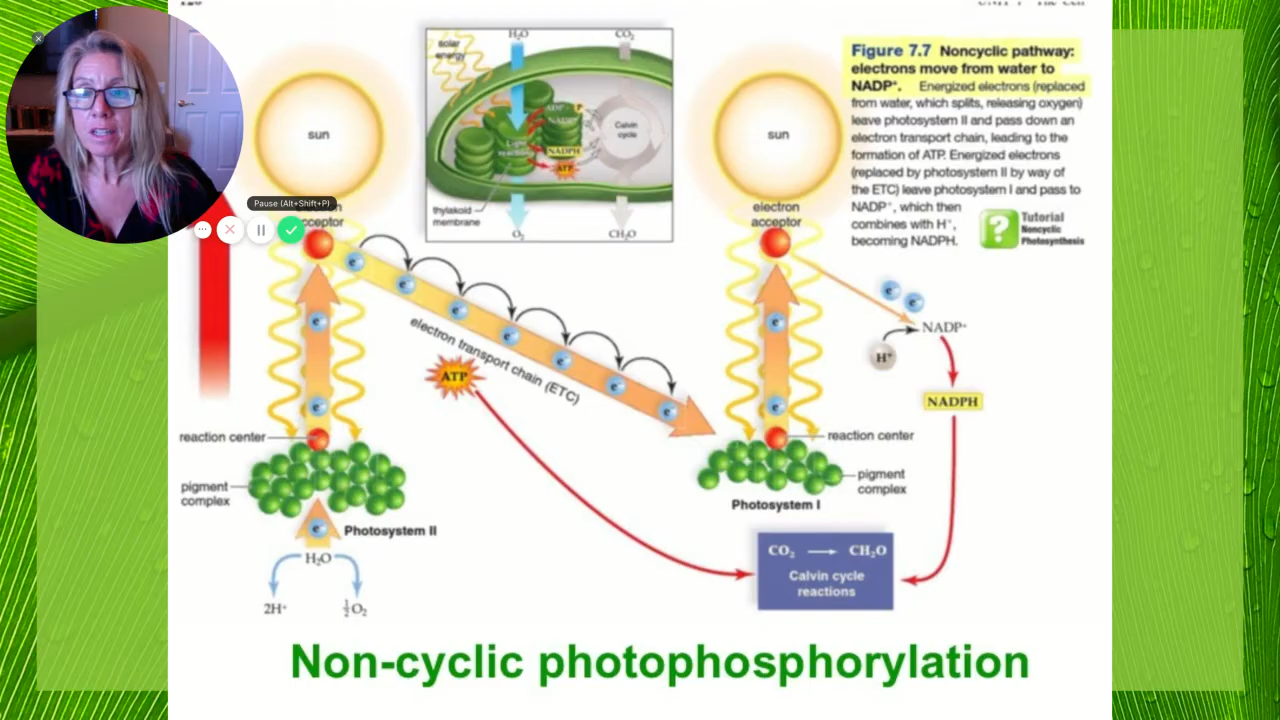 Figure 7.7 Noncyclic pathway:
electrons move from water to
NADP⁺. Energized electrons (replaced
from water, which splits, releasing oxygen)
leave photosystem II and pass down an
electron transport chain, leading to the
formation of ATP. Energized electrons
(replaced by photosystem II by way of
the ETC) leave photosystem I and pass to
NADP⁺, which then
combines with H⁺,
becoming NADPH.
Tutorial
Noncyclic
Photosynthesis
solar
energy
H₂O
CO₂
ADP
P
NADP
NADPH
ATP
Light
Calvin
cycle
thylakoid
membrane
O₂
CH₂O
sun
sun
Pause (Alt+Shift+P)
acceptor
electron
acceptor
e⁻
e⁻
e⁻
e⁻
e⁻
e⁻
e⁻
e⁻
e⁻
e⁻
e⁻
e⁻
e⁻
electron transport chain (ETC)
ATP
NADP⁺
H⁺
NADPH
reaction center
pigment
complex
reaction center
pigment
complex
Photosystem I
e⁻
Photosystem II
H₂O
2H⁺
½O₂
CO₂ → CH₂O
Calvin cycle
reactions
Non-cyclic photophosphorylation